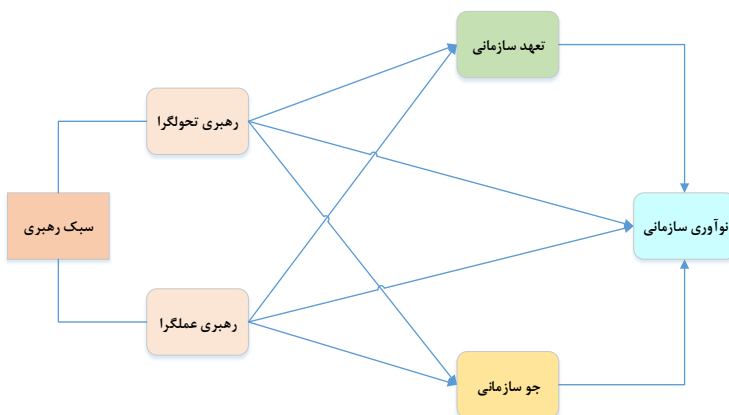 تعهد سازمانی
رهبری تحولگرا
سبک رهبری
نوآوری سازمانی
رهبری عملگرا
جو سازمانی